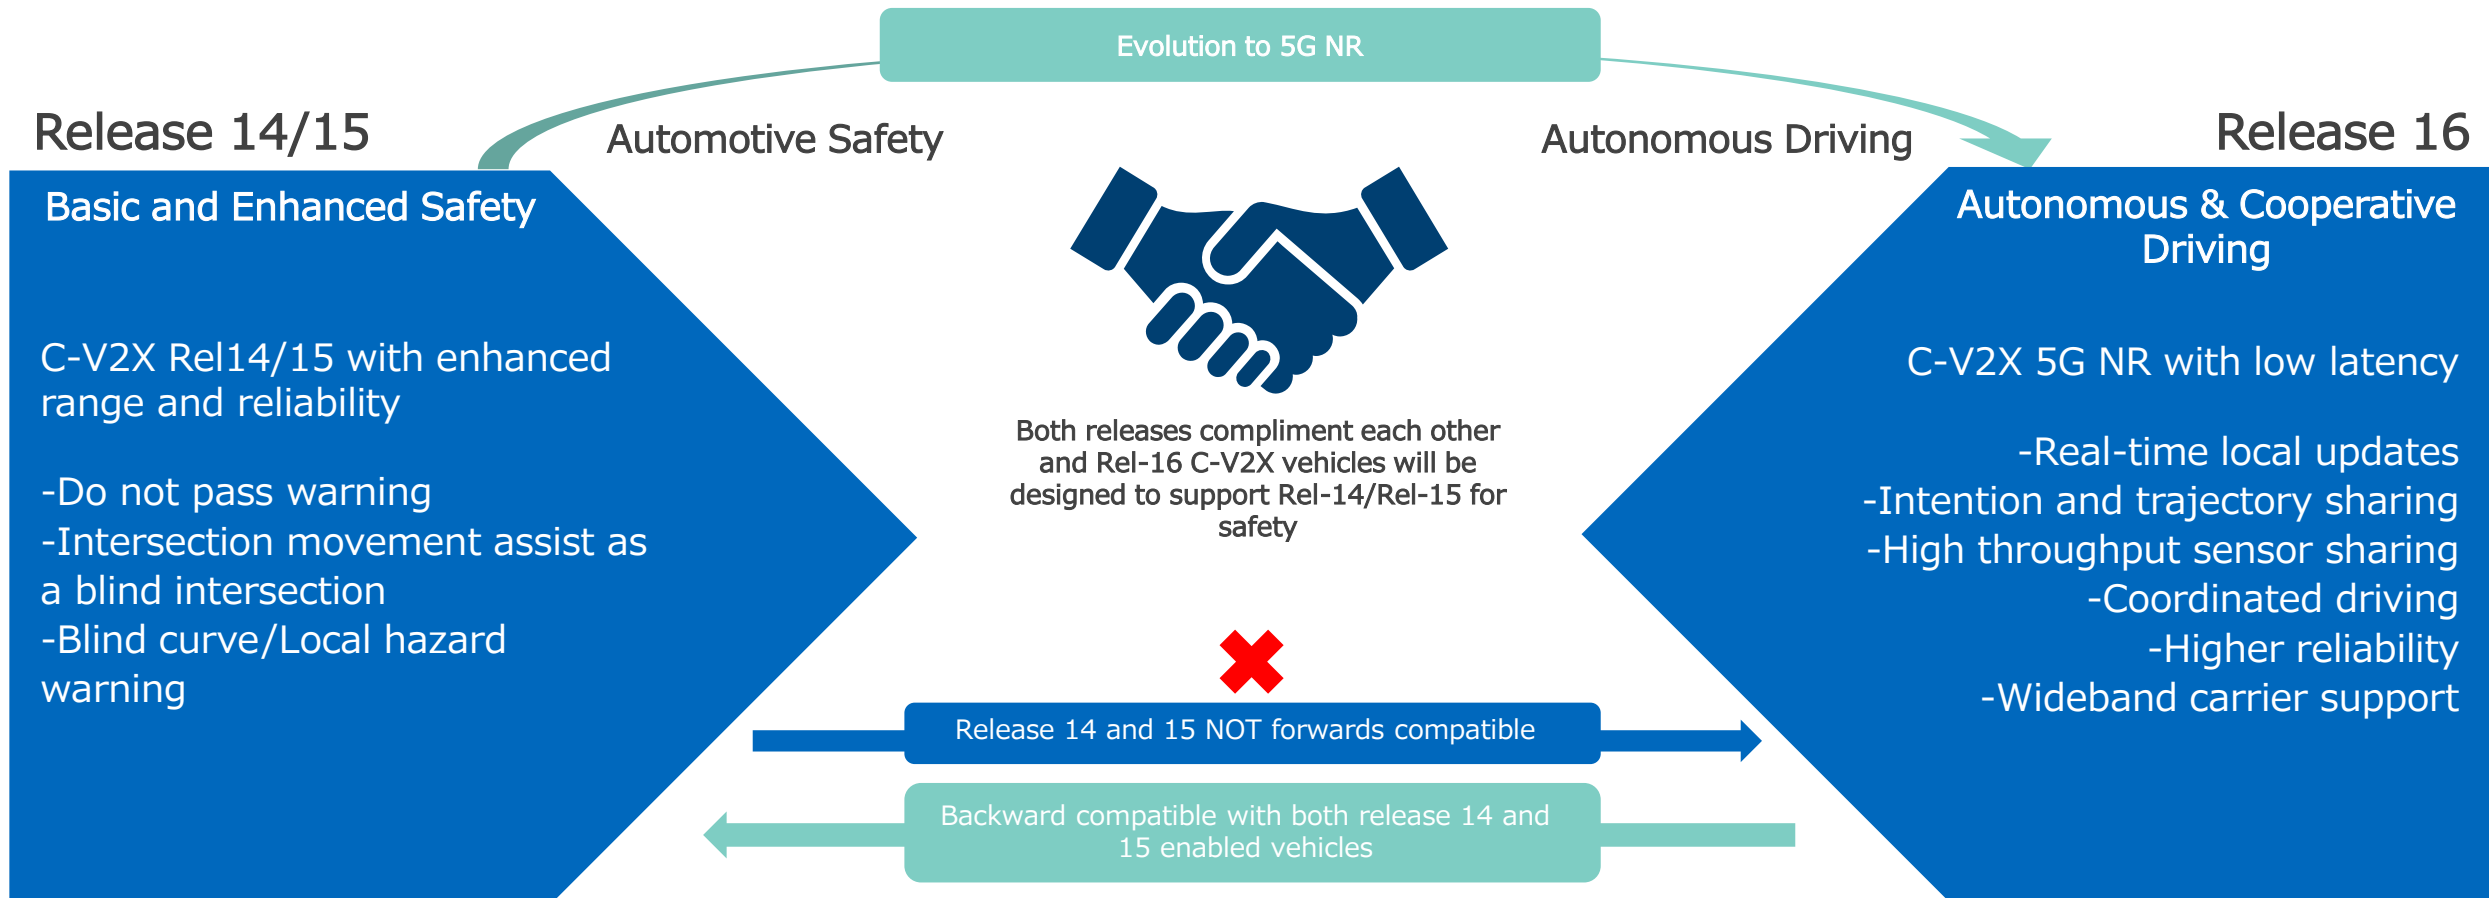 Evolution to 5G NR
Release 14/15
Automotive Safety
Autonomous Driving
Release 16
Basic and Enhanced Safety
C-V2X Rel14/15 with enhanced
range and reliability
-Do not pass warning
-Intersection movement assist as
a blind intersection
-Blind curve/Local hazard
warning
Both releases compliment each other
and Rel-16 C-V2X vehicles will be
designed to support Rel-14/Rel-15 for
safety
Release 14 and 15 NOT forwards compatible
Backward compatible with both release 14 and
15 enabled vehicles
Autonomous & Cooperative
Driving
C-V2X 5G NR with low latency
-Real-time local updates
-Intention and trajectory sharing
-High throughput sensor sharing
-Coordinated driving
-Higher reliability
-Wideband carrier support